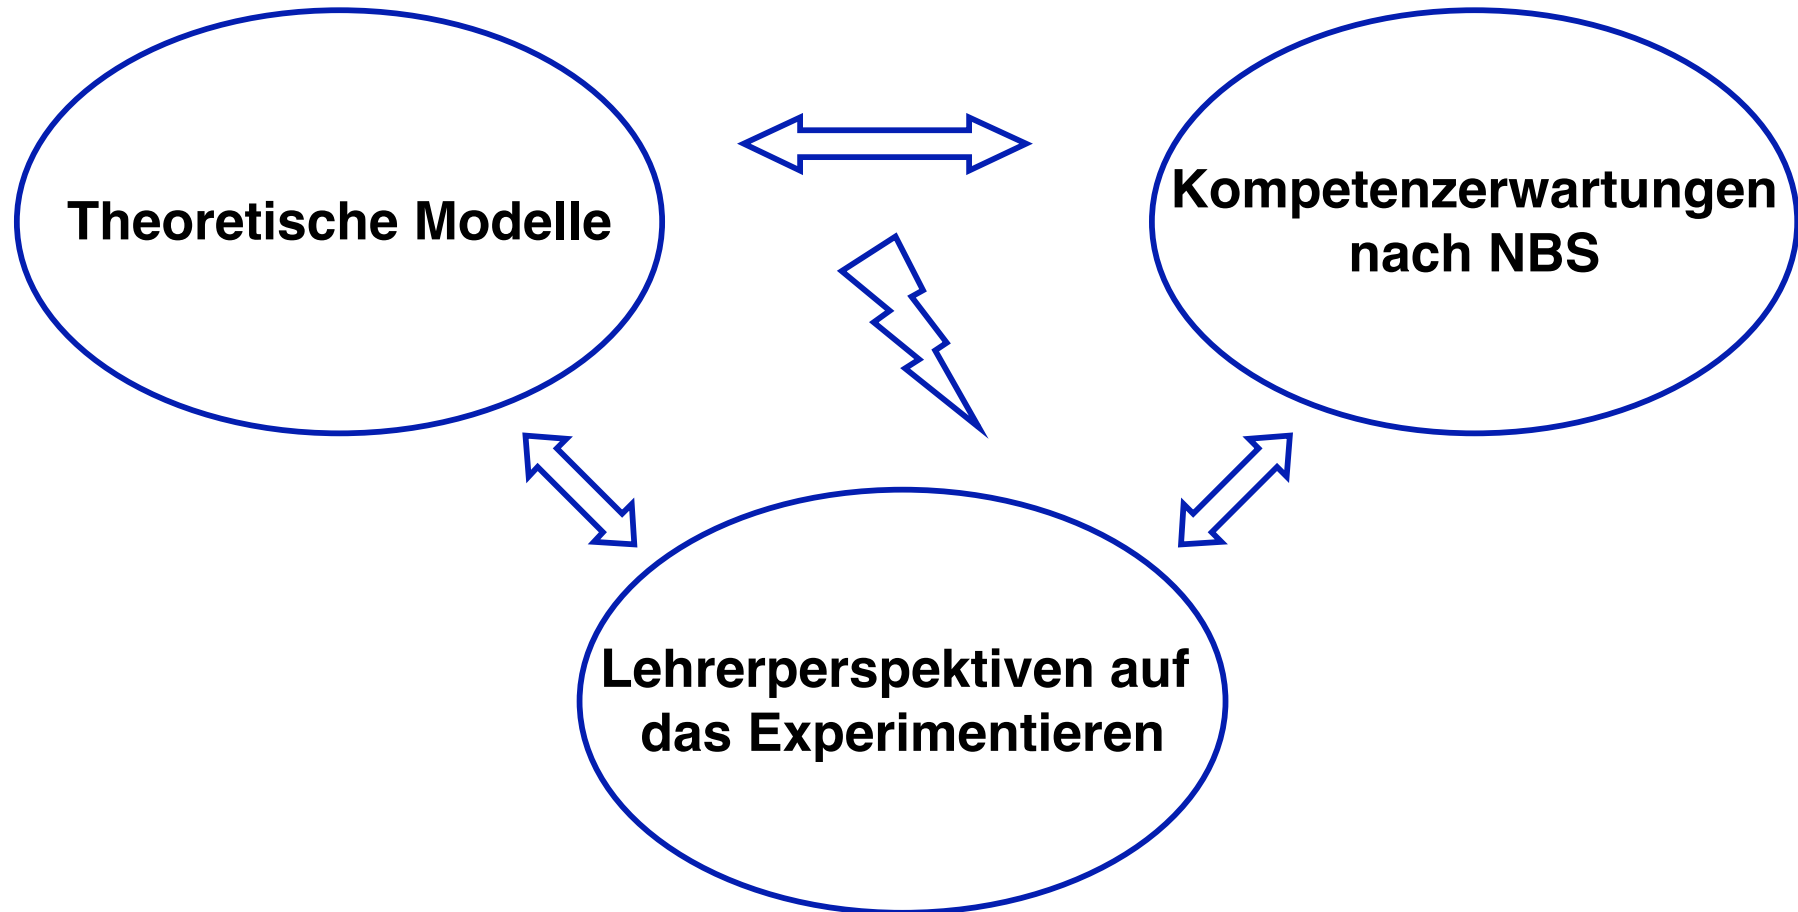 Theoretische Modelle
Kompetenzerwartungen
nach NBS
Lehrerperspektiven auf
das Experimentieren